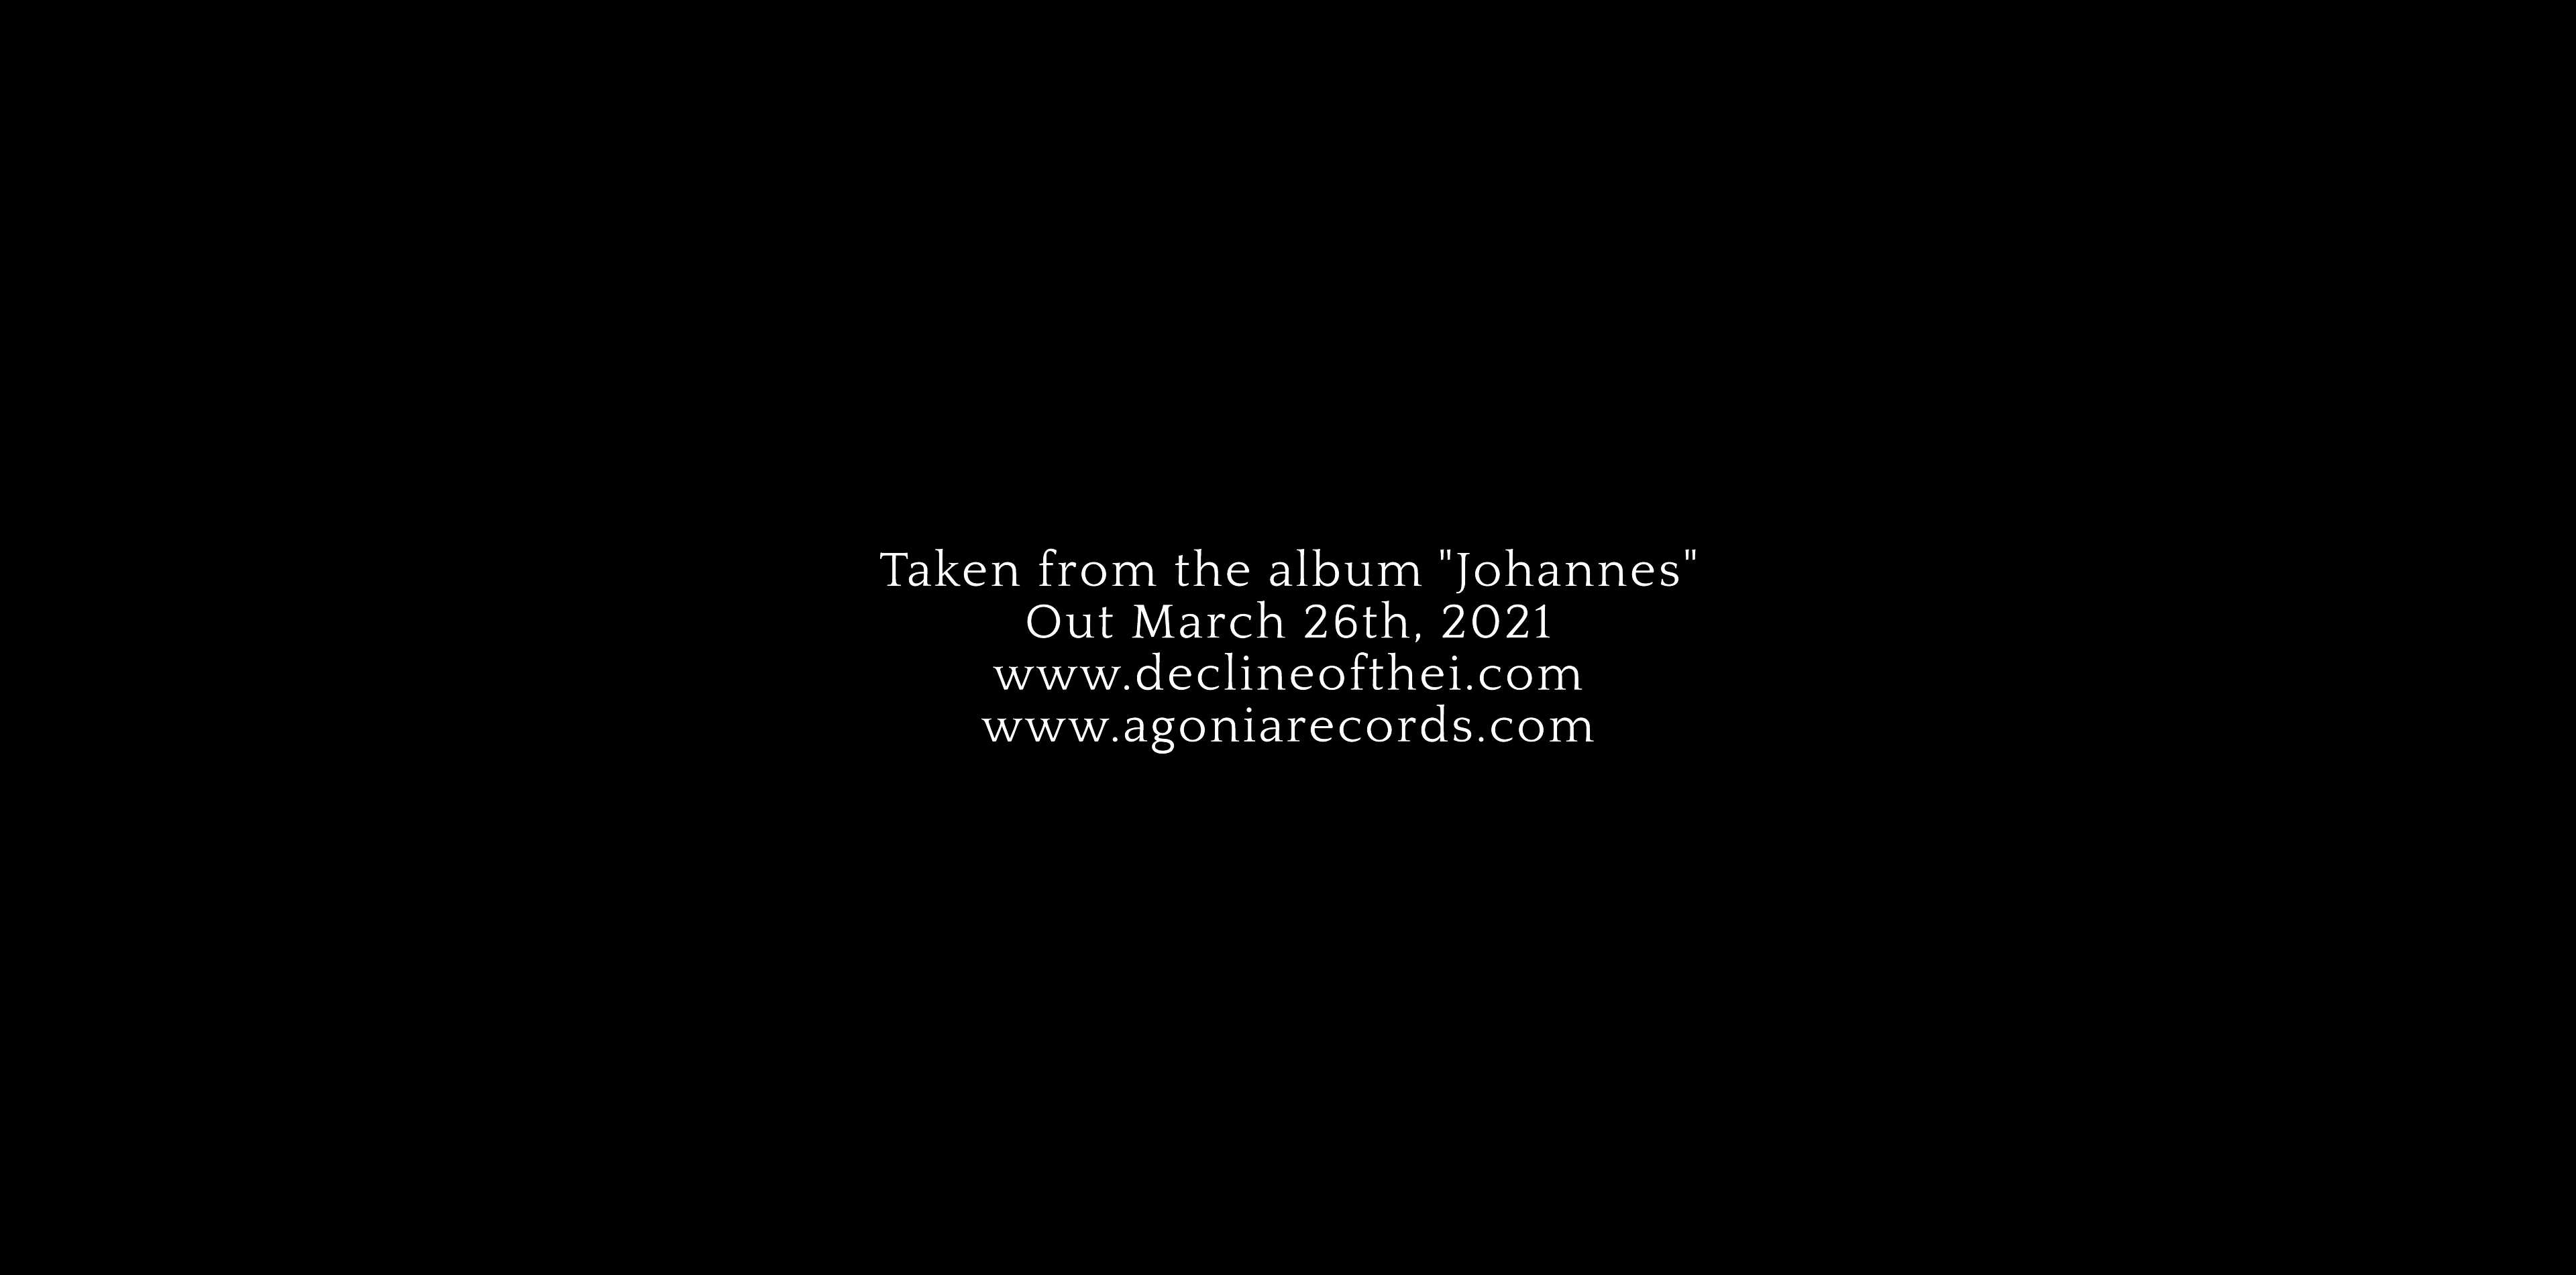 Taken from the album "Johannes"
Out March 26th, 2021
www.declineofthei.com
www.agoniarecords.com